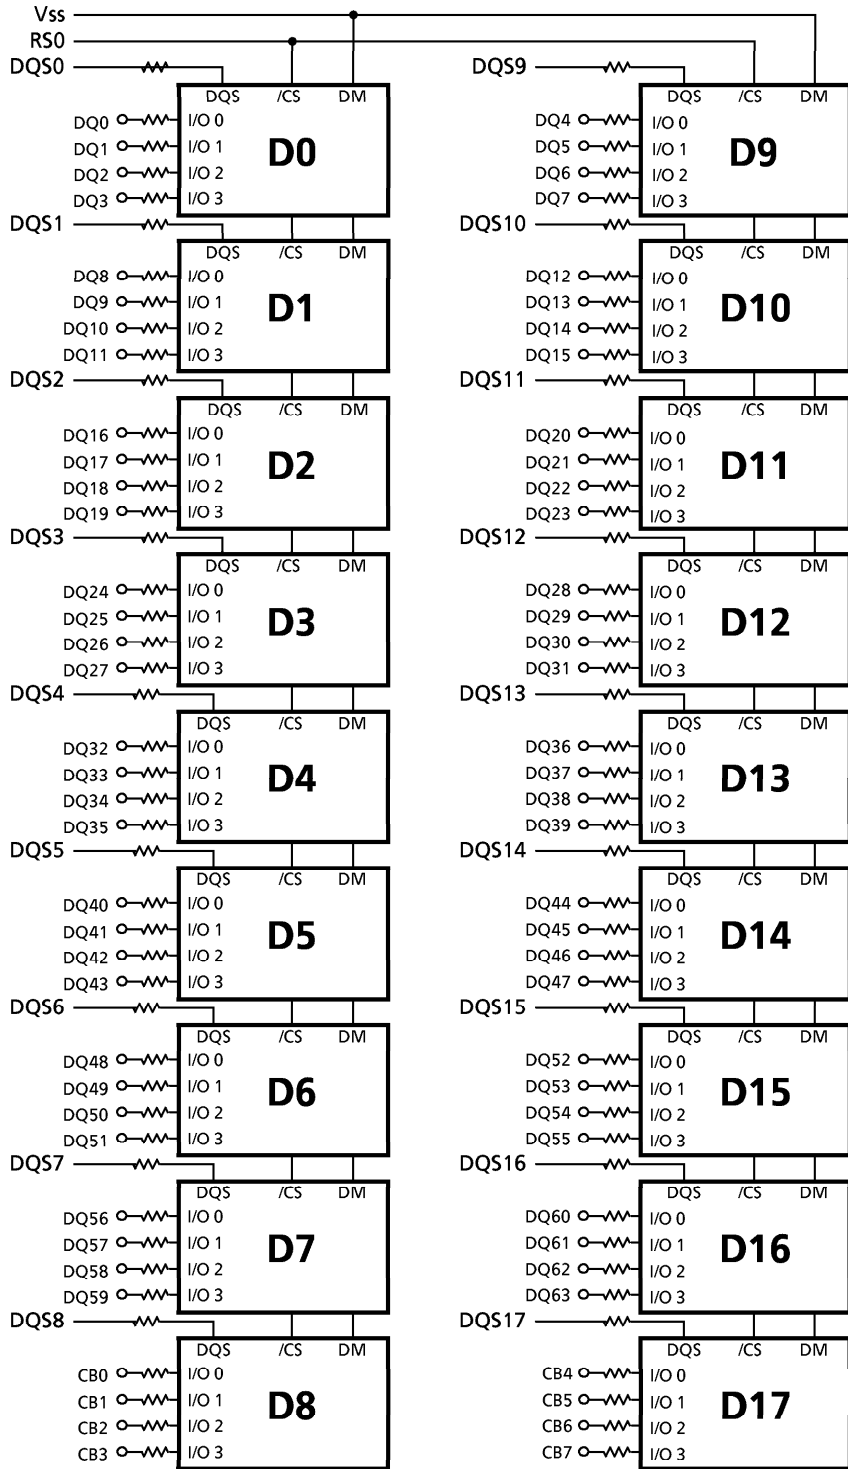 Vss
RS0
DQS0
DQS /CS DM
DQ0 I/O 0
DQ1 I/O 1
DQ2 I/O 2
DQ3 I/O 3
D0
DQS1
DQS /CS DM
DQ8 I/O 0
DQ9 I/O 1
DQ10 I/O 2
DQ11 I/O 3
D1
DQS2
DQS /CS DM
DQ16 I/O 0
DQ17 I/O 1
DQ18 I/O 2
DQ19 I/O 3
D2
DQS3
DQS /CS DM
DQ24 I/O 0
DQ25 I/O 1
DQ26 I/O 2
DQ27 I/O 3
D3
DQS4
DQS /CS DM
DQ32 I/O 0
DQ33 I/O 1
DQ34 I/O 2
DQ35 I/O 3
D4
DQS5
DQS /CS DM
DQ40 I/O 0
DQ41 I/O 1
DQ42 I/O 2
DQ43 I/O 3
D5
DQS6
DQS /CS DM
DQ48 I/O 0
DQ49 I/O 1
DQ50 I/O 2
DQ51 I/O 3
D6
DQS7
DQS /CS DM
DQ56 I/O 0
DQ57 I/O 1
DQ58 I/O 2
DQ59 I/O 3
D7
DQS8
DQS /CS DM
CB0 I/O 0
CB1 I/O 1
CB2 I/O 2
CB3 I/O 3
D8
DQS9
DQS /CS DM
DQ4 I/O 0
DQ5 I/O 1
DQ6 I/O 2
DQ7 I/O 3
D9
DQS10
DQS /CS DM
DQ12 I/O 0
DQ13 I/O 1
DQ14 I/O 2
DQ15 I/O 3
D10
DQS11
DQS /CS DM
DQ20 I/O 0
DQ21 I/O 1
DQ22 I/O 2
DQ23 I/O 3
D11
DQS12
DQS /CS DM
DQ28 I/O 0
DQ29 I/O 1
DQ30 I/O 2
DQ31 I/O 3
D12
DQS13
DQS /CS DM
DQ36 I/O 0
DQ37 I/O 1
DQ38 I/O 2
DQ39 I/O 3
D13
DQS14
DQS /CS DM
DQ44 I/O 0
DQ45 I/O 1
DQ46 I/O 2
DQ47 I/O 3
D14
DQS15
DQS /CS DM
DQ52 I/O 0
DQ53 I/O 1
DQ54 I/O 2
DQ55 I/O 3
D15
DQS16
DQS /CS DM
DQ60 I/O 0
DQ61 I/O 1
DQ62 I/O 2
DQ63 I/O 3
D16
DQS17
DQS /CS DM
CB4 I/O 0
CB5 I/O 1
CB6 I/O 2
CB7 I/O 3
D17